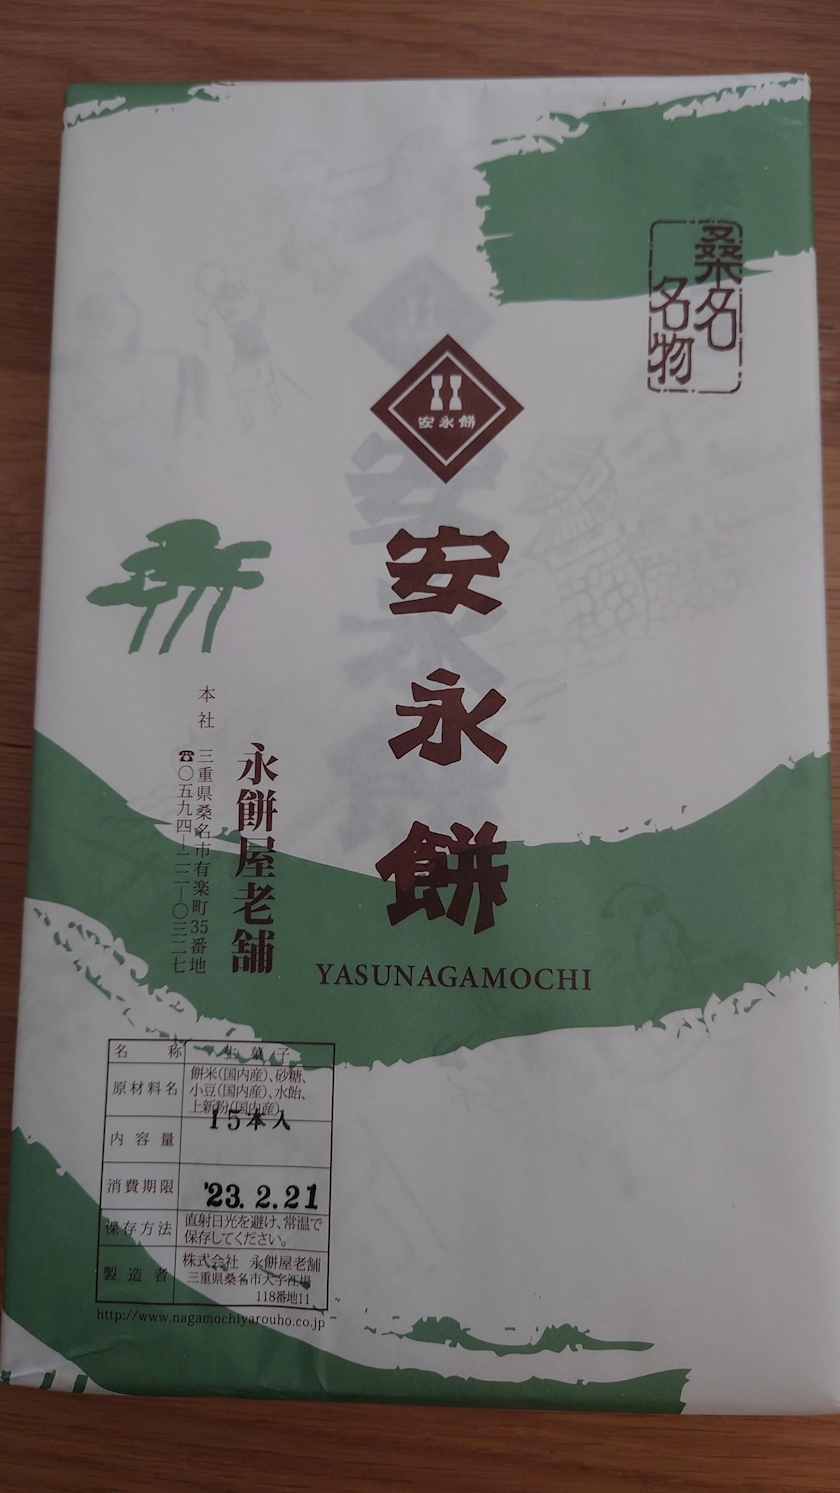 桑名
名物
安永餅
安永餅
YASUNAGAMOCHI
永餅屋老舗
本社
三重県桑名市有楽町35番地
☎〇五九四―二二―〇三二七
名称 生菓子
原材料名 餅米(国内産)、砂糖、
小豆(国内産)、水飴、
上新粉(国内産)
内容量 15本入
消費期限 '23.2.21
保存方法 直射日光を避け、常温で
保存してください。
製造者 株式会社 永餅屋老舗
三重県桑名市大字江場
118番地11
http://www.nagamochiyarouho.co.jp